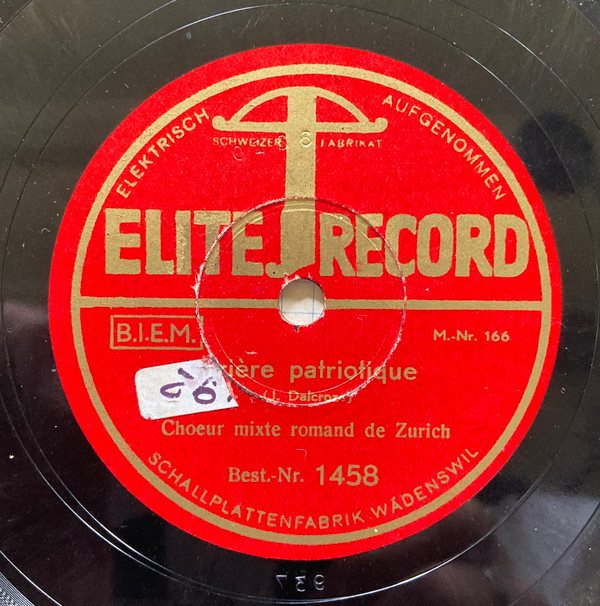 ELEKTRISCH AUFGENOMMEN
SCHWEIZER FABRIKAT
ELITE RECORD
B.I.E.M.
M.-Nr. 166
patriotique
Dalcroze
Choeur mixte romand de Zurich
Best.-Nr. 1458
SCHALLPLATTENFABRIK WÄDENSWIL